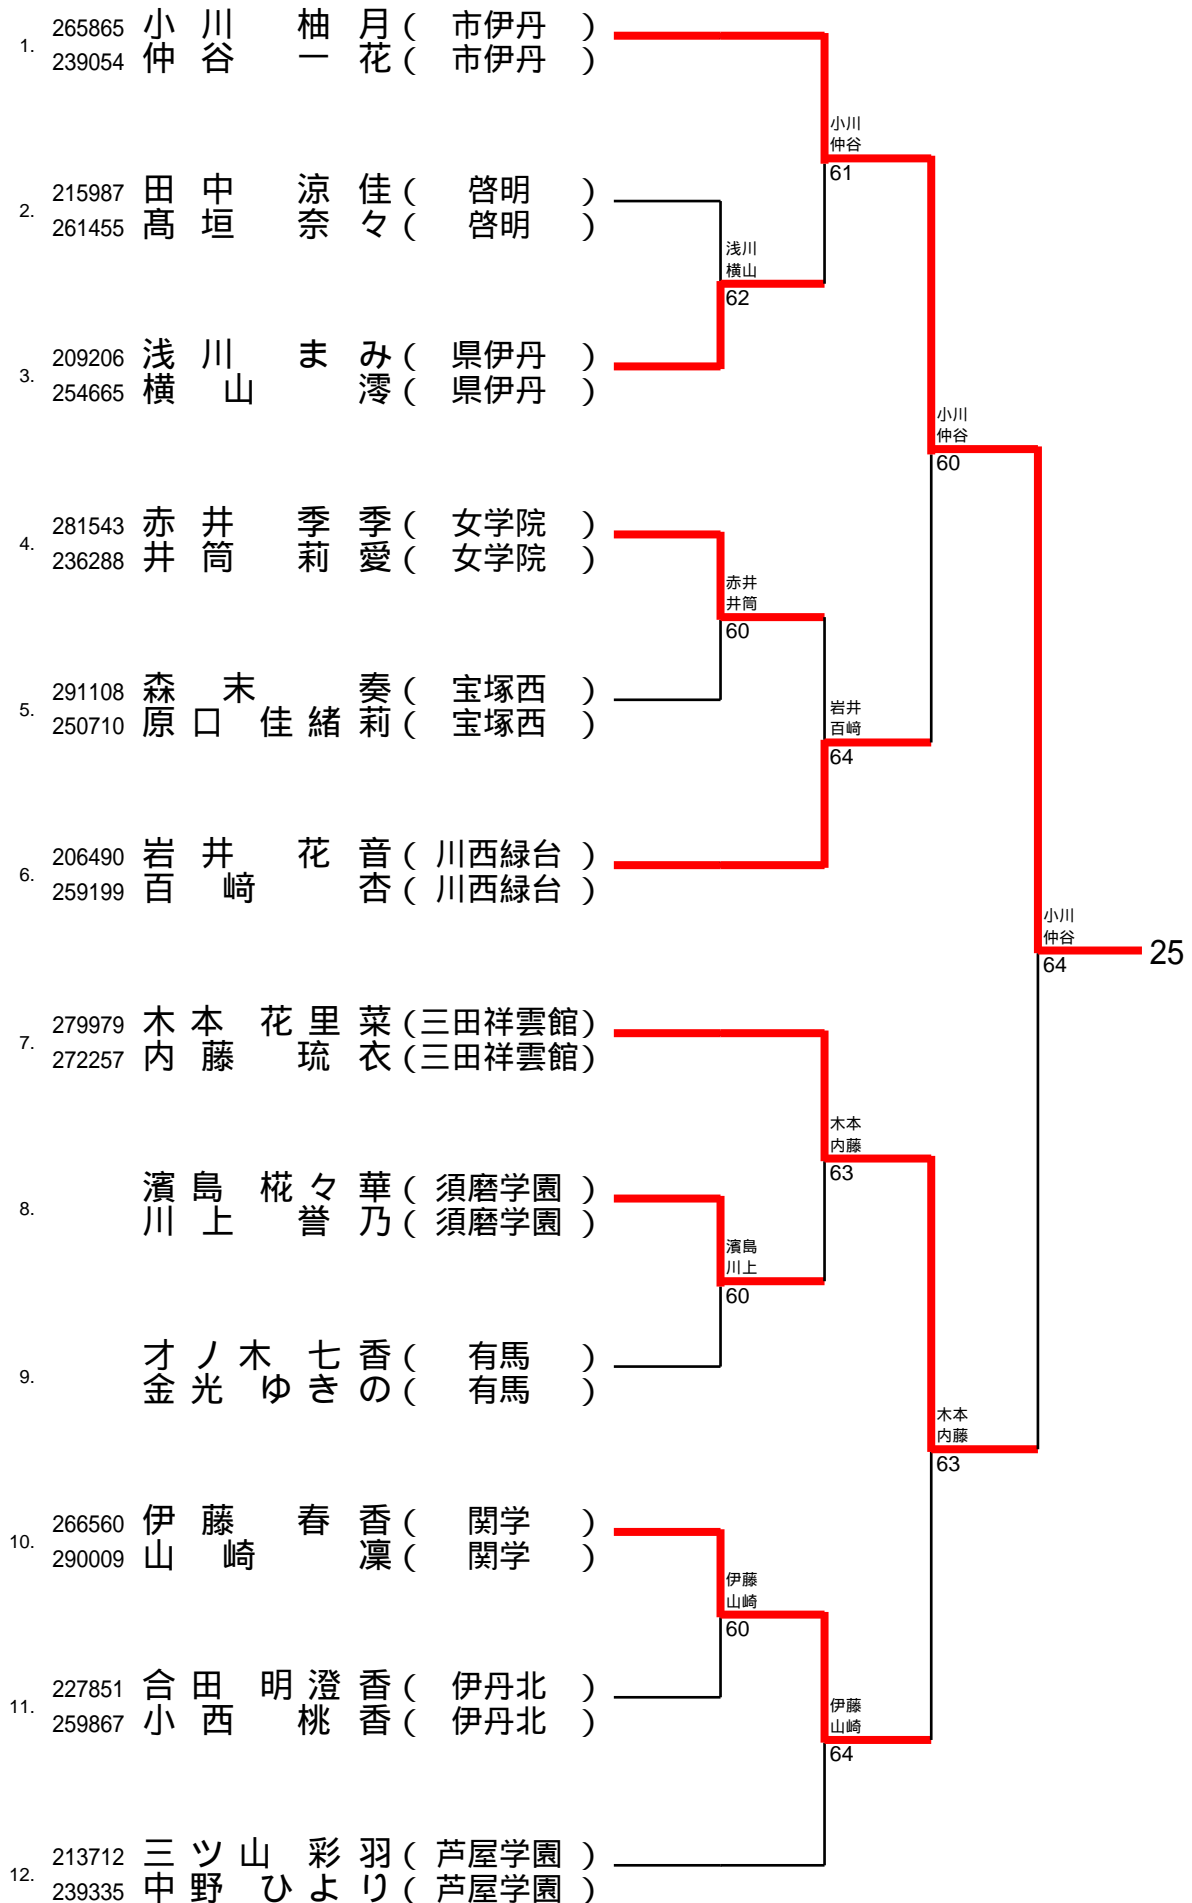 1. 265865 小川 柚月 ( 市伊丹 )
239054 仲谷 一花 ( 市伊丹 )
小川
仲谷
61
2. 215987 田中 涼佳 ( 啓明 )
261455 髙垣 奈々 ( 啓明 )
浅川
横山
62
3. 209206 浅川 まみ ( 県伊丹 )
254665 横山 澪 ( 県伊丹 )
小川
仲谷
60
4. 281543 赤井 季季 ( 女学院 )
236288 井筒 莉愛 ( 女学院 )
赤井
井筒
60
5. 291108 森末 奏 ( 宝塚西 )
250710 原口 佳緒莉 ( 宝塚西 )
岩井
百﨑
64
6. 206490 岩井 花音 ( 川西緑台 )
259199 百﨑 杏 ( 川西緑台 )
小川
仲谷
64
25
7. 279979 木本 花里菜 (三田祥雲館)
272257 内藤 琉衣 (三田祥雲館)
木本
内藤
63
8. 濱島 椛々華 ( 須磨学園 )
川上 誉乃 ( 須磨学園 )
濱島
川上
60
9. 才ノ木 七香 ( 有馬 )
金光 ゆきの ( 有馬 )
木本
内藤
63
10. 266560 伊藤 春香 ( 関学 )
290009 山崎 凜 ( 関学 )
伊藤
山崎
60
11. 227851 合田 明澄香 ( 伊丹北 )
259867 小西 桃香 ( 伊丹北 )
伊藤
山崎
64
12. 213712 三ツ山 彩羽 ( 芦屋学園 )
239335 中野 ひより ( 芦屋学園 )